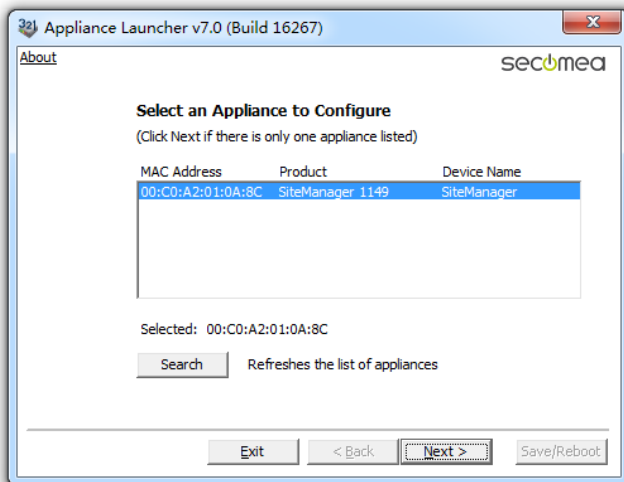 Appliance Launcher v7.0 (Build 16267)
About
secomea
Select an Appliance to Configure
(Click Next if there is only one appliance listed)
MAC Address Product Device Name
00:C0:A2:01:0A:8C SiteManager 1149 SiteManager
Selected: 00:C0:A2:01:0A:8C
Search Refreshes the list of appliances
Exit < Back Next > Save/Reboot